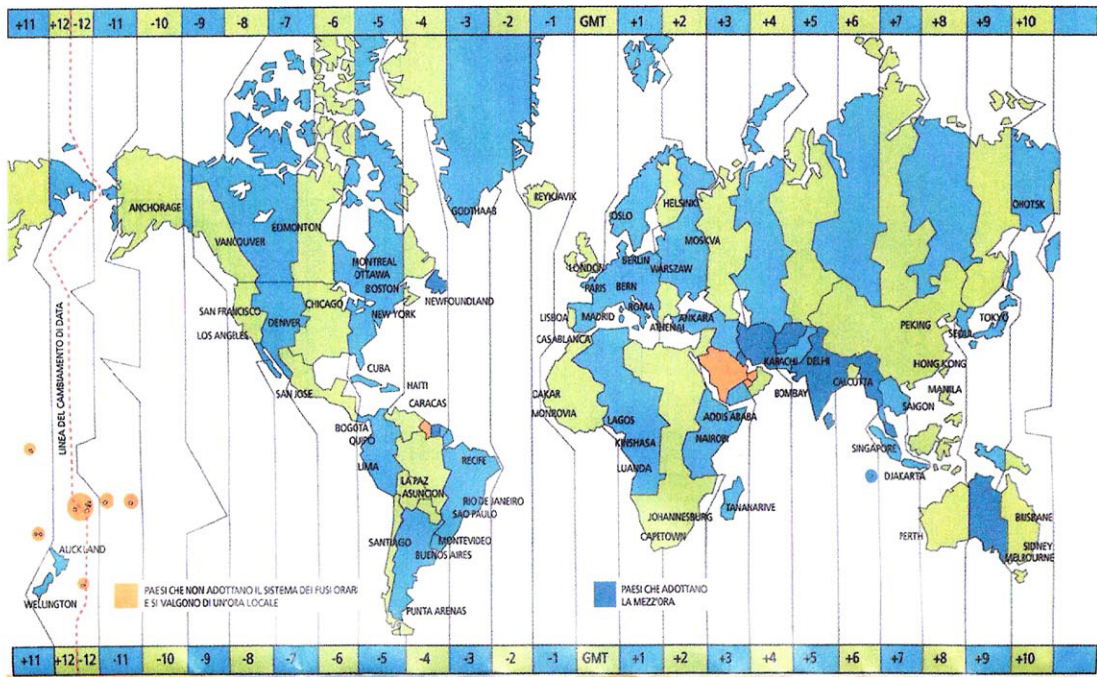 +11 +12 -12 -11 -10 -9 -8 -7 -6 -5 -4 -3 -2 -1 GMT +1 +2 +3 +4 +5 +6 +7 +8 +9 +10
ANCHORAGE
GODTHAAB
REYKJAVIK
OSLO
HELSINKI
OHOTSK
EDMONTON
VANCOUVER
MOSKVA
MONTREAL
OTTAWA
BOSTON
LONDON
BERLIN
WARSZAW
PARIS
BERN
NEWFOUNDLAND
CHICAGO
SAN FRANCISCO
NEW YORK
DENVER
LOS ANGELES
LISBOA
MADRID
ROMA
ANKARA
ATHENAI
CASABLANCA
PEKING
SEOUL
TOKYO
KARACHI
DELHI
HONG KONG
CUBA
HAITI
SAN JOSE
CARACAS
DAKAR
MONROVIA
BOMBAY
CALCUTTA
MANILA
SAIGON
BOGOTA
QUIPO
LAGOS
ADDIS ABABA
KINSHASA
NAIROBI
SINGAPORE
LIMA
RECIFE
LUANDA
DJAKARTA
LINEA DEL CAMBIAMENTO DI DATA
LA PAZ
ASUNCION
RIO DE JANEIRO
SAO PAULO
TANANARIVE
JOHANNESBURG
BRISBANE
CAPETOWN
PERTH
SIDNEY
MELBOURNE
SANTIAGO
MONTEVIDEO
BUENOS AIRES
AUCKLAND
WELLINGTON
PAESI CHE NON ADOTTANO IL SISTEMA DEI FUSI ORARI
E SI VALGONO DI UN'ORA LOCALE
PAESI CHE ADOTTANO
LA MEZZ'ORA
PUNTA ARENAS
+11 +12 -12 -11 -10 -9 -8 -7 -6 -5 -4 -3 -2 -1 GMT +1 +2 +3 +4 +5 +6 +7 +8 +9 +10